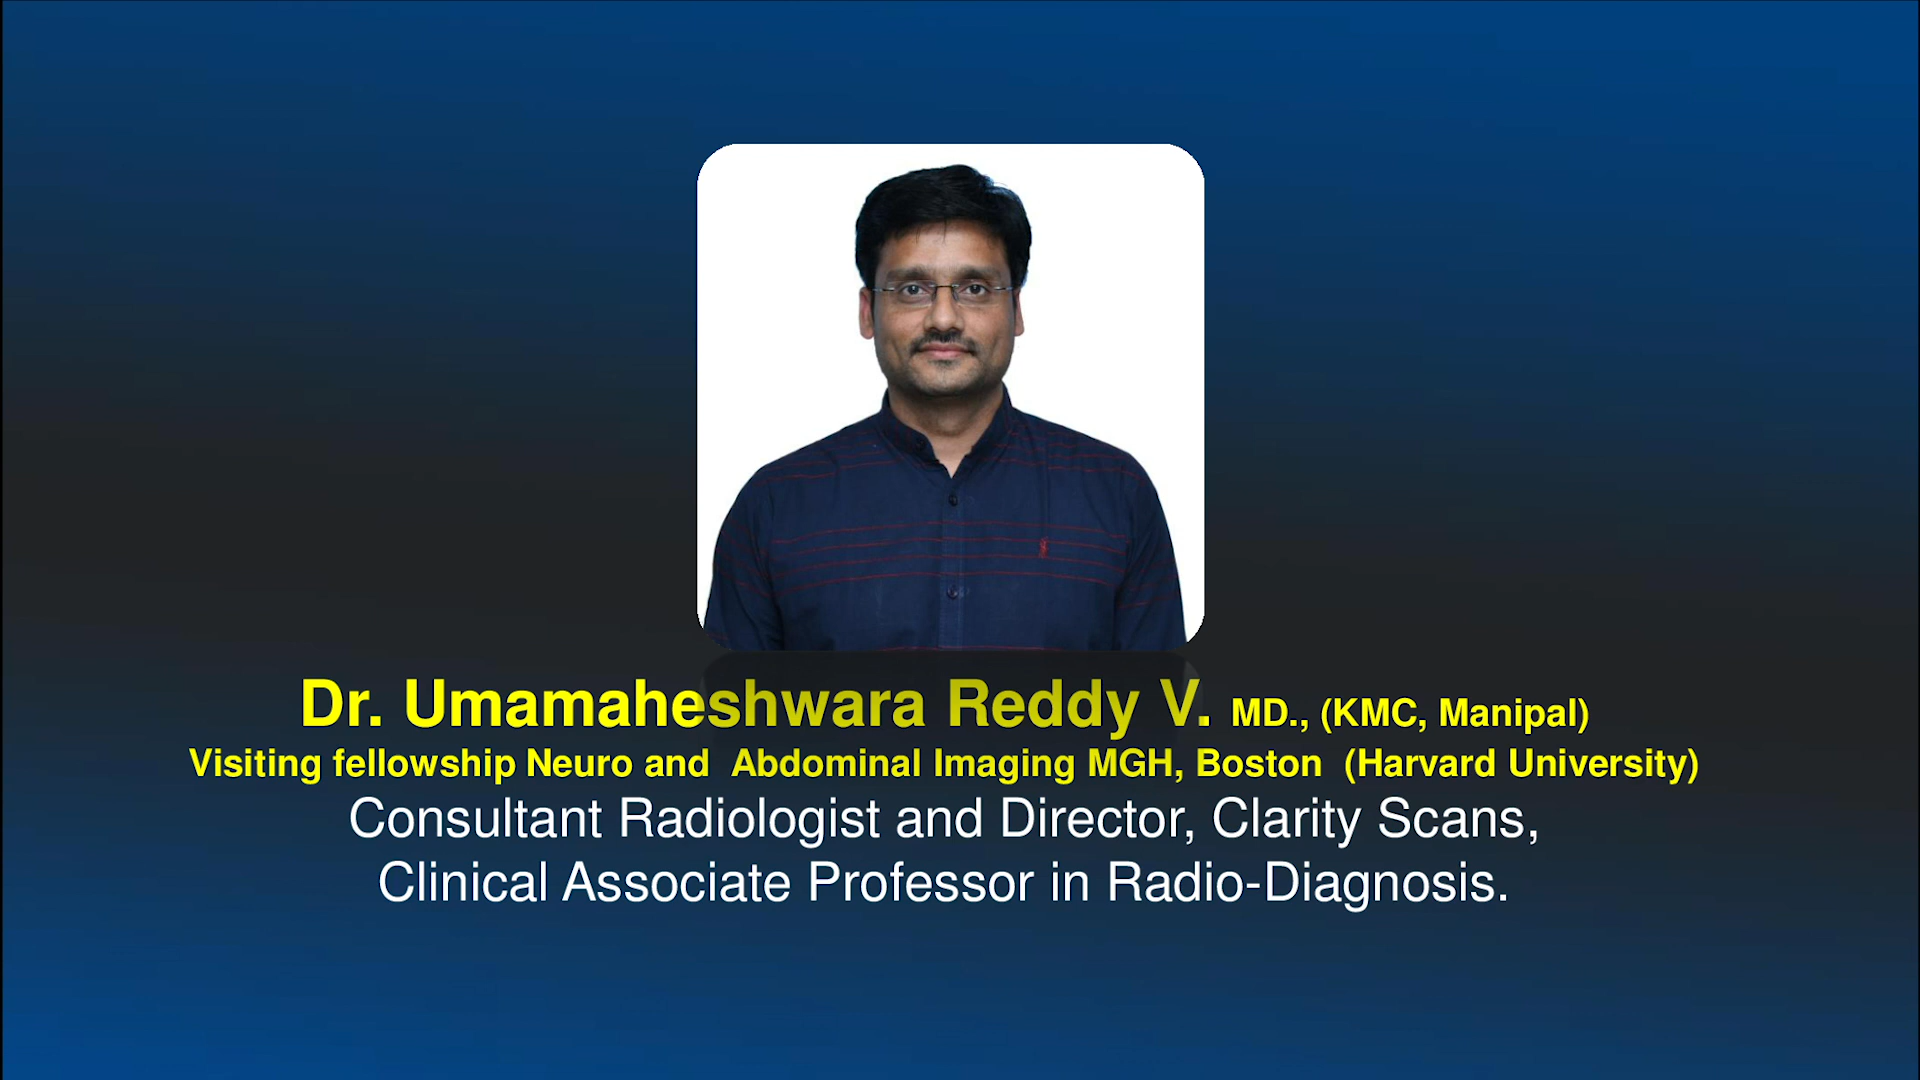 Dr. Umamaheshwara Reddy V. MD., (KMC, Manipal)
Visiting fellowship Neuro and Abdominal Imaging MGH, Boston (Harvard University)
Consultant Radiologist and Director, Clarity Scans,
Clinical Associate Professor in Radio-Diagnosis.